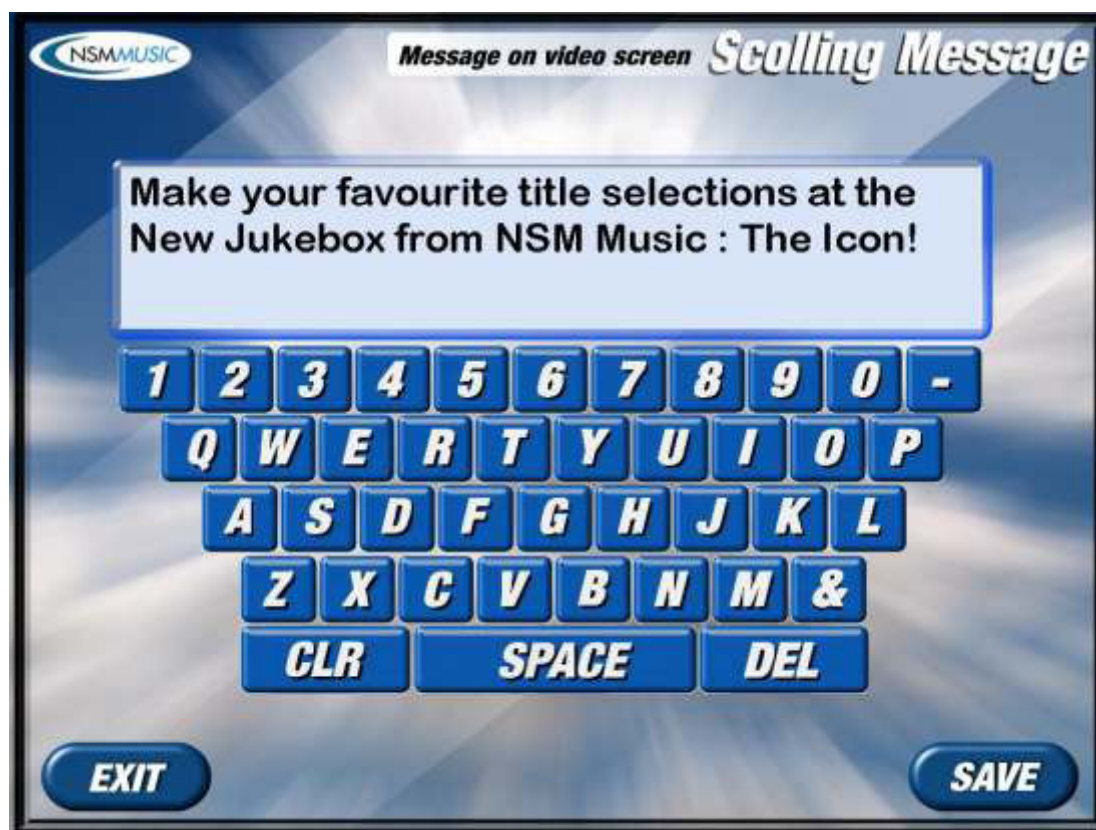 NSMMUSIC
Message on video screen Scolling Message
Make your favourite title selections at the
New Jukebox from NSM Music : The Icon!
1 2 3 4 5 6 7 8 9 0 -
Q W E R T Y U I O P
A S D F G H J K L
Z X C V B N M &
CLR SPACE DEL
EXIT SAVE